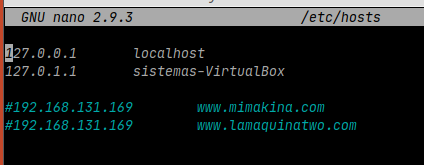 GNU nano 2.9.3 /etc/hosts
127.0.0.1 localhost
127.0.1.1 sistemas-VirtualBox
#192.168.131.169 www.mimakina.com
#192.168.131.169 www.lamaquinatwo.com